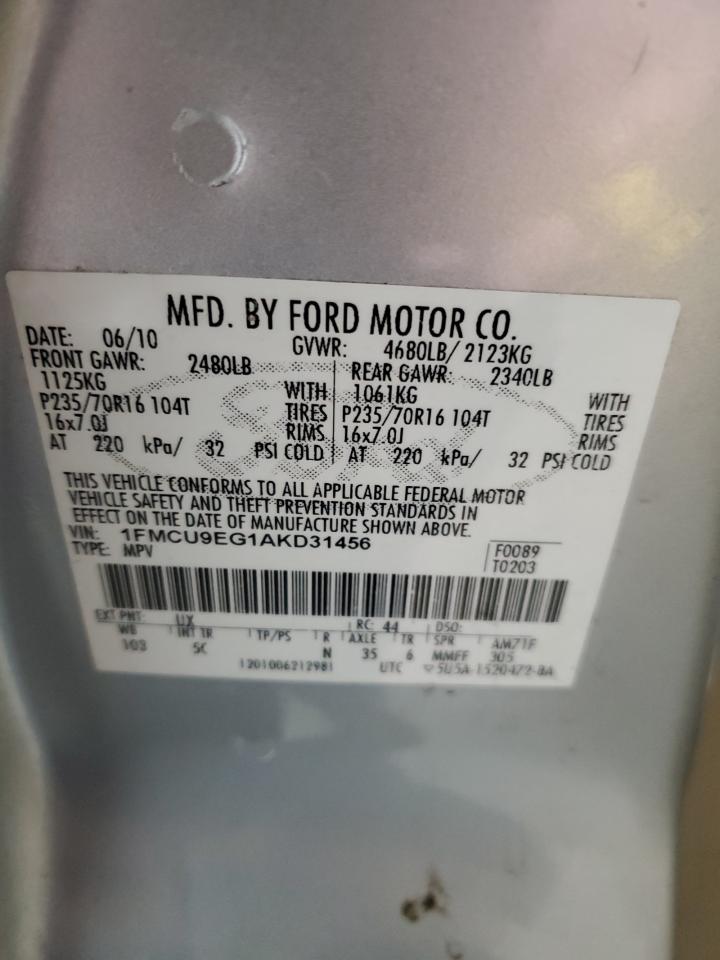 MFD. BY FORD MOTOR CO.
DATE: 06/10 GVWR: 4680LB/ 2123KG
FRONT GAWR: 2480LB REAR GAWR: 2340LB
1125KG WITH 1061KG WITH
P235/70R16 104T TIRES P235/70R16 104T TIRES
16x7.0J RIMS 16x7.0J RIMS
AT 220 kPa/ 32 PSI COLD AT 220 kPa/ 32 PSI COLD
THIS VEHICLE CONFORMS TO ALL APPLICABLE FEDERAL MOTOR
VEHICLE SAFETY AND THEFT PREVENTION STANDARDS IN
EFFECT ON THE DATE OF MANUFACTURE SHOWN ABOVE.
VIN: 1FMCU9EG1AKD31456 F0089
TYPE: MPV T0203
EXT PNT: UX RC: 44 DSO:
WB INT TR TP/PS R AXLE TR SPR AM71F
103 5C N 35 6 MMFF 305
1201006212981 UTC 5U5A-1520472-BA